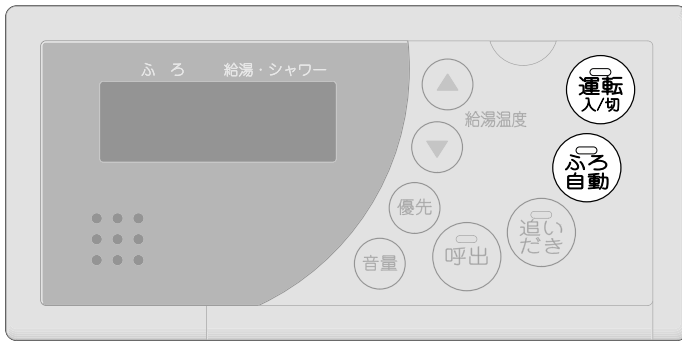 ふろ 給湯・シャワー
運転
入/切
給湯温度
ふろ
自動
優先
追い
だき
呼出
音量